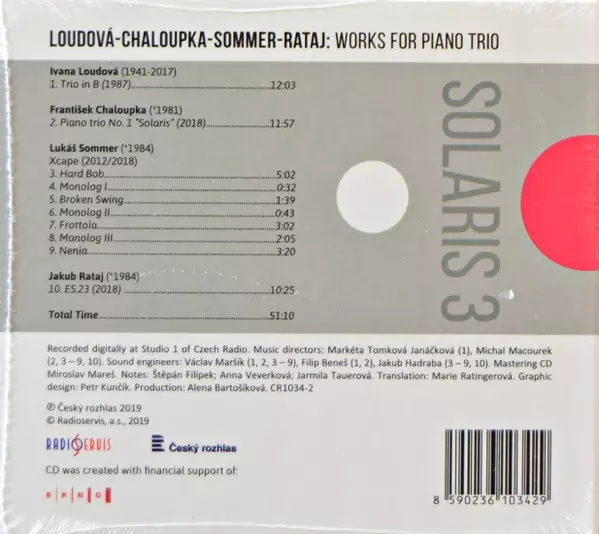 LOUDOVÁ-CHALOUPKA-SOMMER-RATAJ: WORKS FOR PIANO TRIO
Ivana Loudová (1941-2017)
1. Trio in B (1987)...............12:03
František Chaloupka (*1981)
2. Piano trio No. 1 "Solaris" (2018)...............11:57
Lukáš Sommer (*1984)
Xcape (2012/2018)
3. Hard Bob...............5:02
4. Monolog I...............0:32
5. Broken Swing...............1:39
6. Monolog II...............0:43
7. Frottola...............3:02
8. Monolog III...............2:05
9. Nenia...............3:20
Jakub Rataj (*1984)
10. ES.23 (2018)...............10:25
Total Time...............51:10
SOLARIS 3
Recorded digitally at Studio 1 of Czech Radio. Music directors: Markéta Tomková Janáčková (1), Michal Macourek
(2, 3 – 9, 10). Sound engineers: Václav Maršík (1, 2, 3 – 9), Filip Beneš (1, 2), Jakub Hadraba (3 – 9, 10). Mastering CD
Miroslav Mareš. Notes: Štěpán Filípek; Anna Veverková; Jarmila Tauerová. Translation: Marie Ratingerová. Graphic
design: Petr Kunčík. Production: Alena Bartošíková. CR1034-2
℗ Český rozhlas 2019
© Radioservis, a.s., 2019
RADIOSERVIS
Český rozhlas
CD was created with financial support of:
B R N O
8 590236 103429